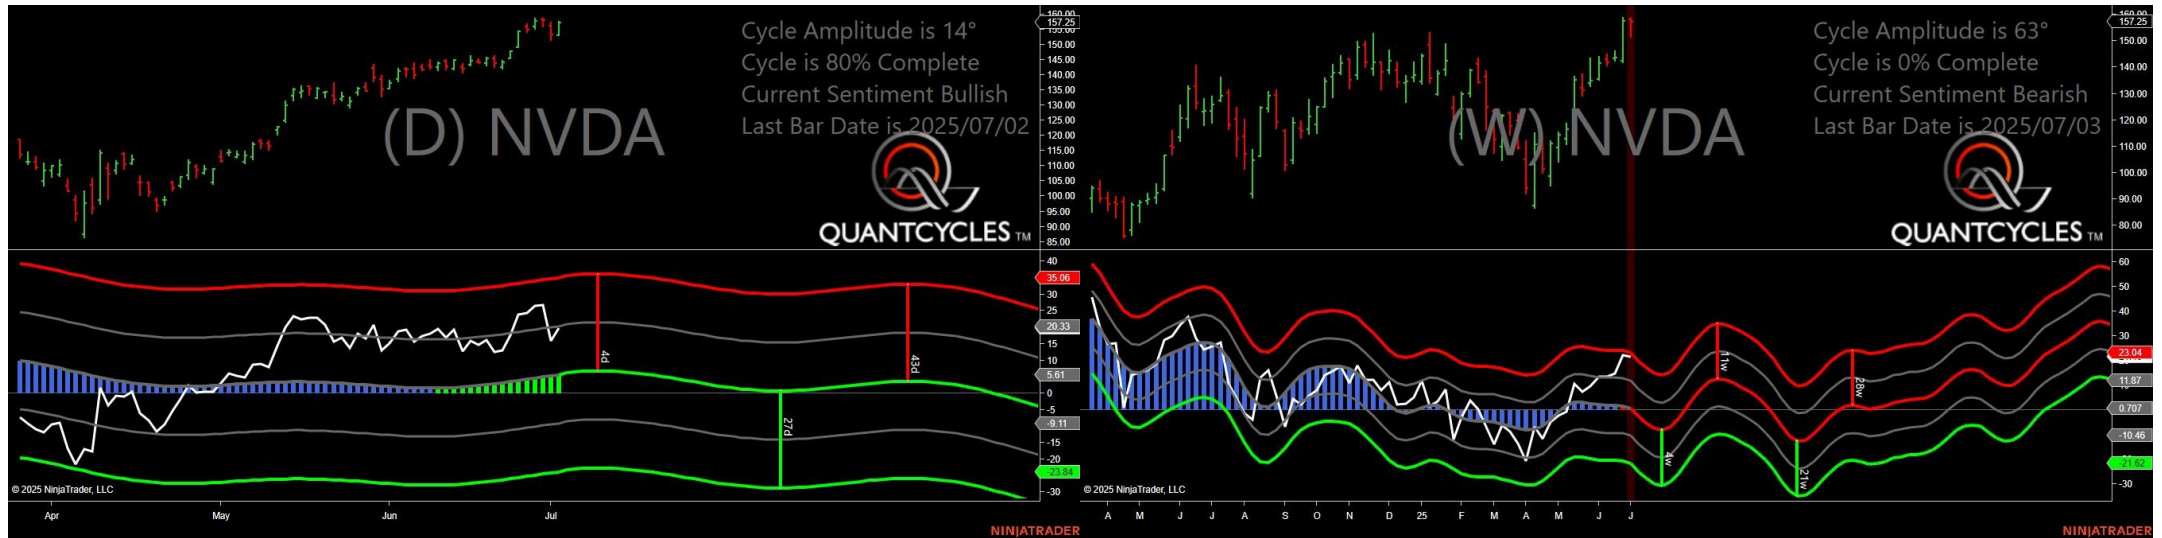 Cycle Amplitude is 14°
Cycle is 80% Complete
Current Sentiment Bullish
Last Bar Date is 2025/07/02
(D) NVDA
QUANTCYCLES TM
160.00
157.25
155.00
150.00
145.00
140.00
135.00
130.00
125.00
120.00
115.00
110.00
105.00
100.00
95.00
90.00
85.00
40
35.06
30
25
20.33
15
10
5.61
0
-5
-9.11
-15
-20
-23.84
-30
4d
27d
43d
© 2025 NinjaTrader, LLC
Apr May Jun Jul
NINJATRADER
Cycle Amplitude is 63°
Cycle is 0% Complete
Current Sentiment Bearish
Last Bar Date is 2025/07/03
(W) NVDA
QUANTCYCLES TM
160.00
157.25
150.00
140.00
130.00
120.00
110.00
100.00
90.00
80.00
60
50
40
30
23.04
11.87
0.707
-10.46
-21.62
-30
4w
11w
21w
28w
© 2025 NinjaTrader, LLC
A M J J A S O N D 25 F M A M J J
NINJATRADER